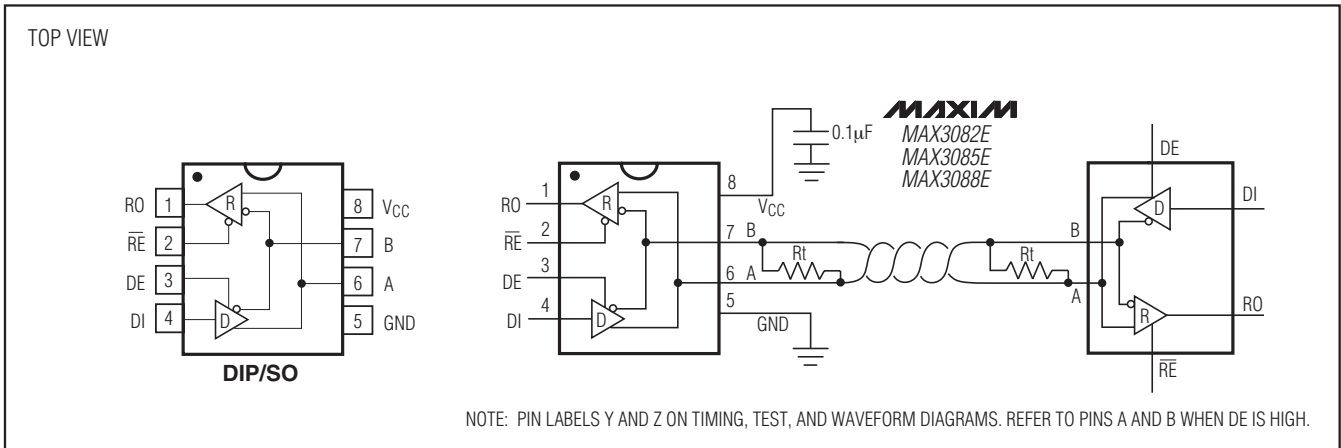 TOP VIEW
RO 1
R̅E̅ 2
DE 3
DI 4
R
D
8 VCC
7 B
6 A
5 GND
DIP/SO
RO 1
R̅E̅ 2
DE 3
DI 4
R
D
8
VCC
7 B
6 A
5
GND
0.1μF
MAXIM
MAX3082E
MAX3085E
MAX3088E
Rt
Rt
B
A
DE
D
DI
R
RO
R̅E̅
NOTE: PIN LABELS Y AND Z ON TIMING, TEST, AND WAVEFORM DIAGRAMS. REFER TO PINS A AND B WHEN DE IS HIGH.